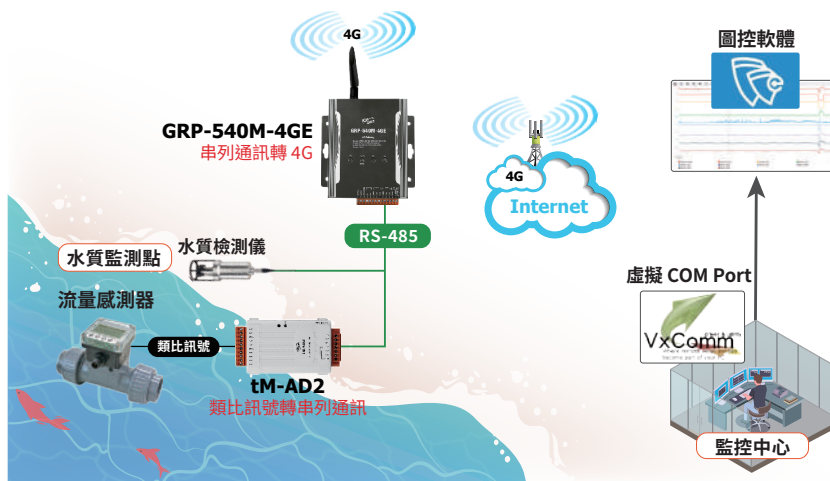 4G
GRP-540M-4GE
串列通訊轉 4G
GRP-540M-4GE
RS-485
水質監測點
水質檢測儀
流量感測器
類比訊號
tM-AD2
類比訊號轉串列通訊
4G
Internet
圖控軟體
虛擬 COM Port
VxComm
監控中心